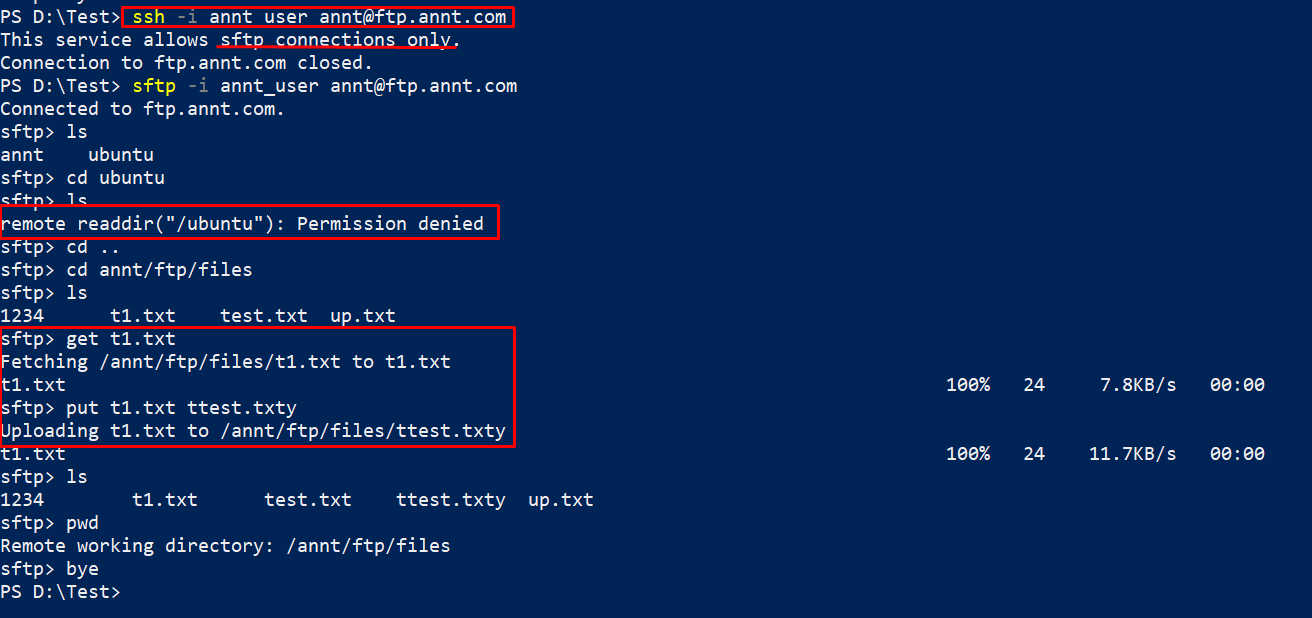 PS D:\Test> ssh -i annt_user annt@ftp.annt.com
This service allows sftp connections only.
Connection to ftp.annt.com closed.
PS D:\Test> sftp -i annt_user annt@ftp.annt.com
Connected to ftp.annt.com.
sftp> ls
annt    ubuntu
sftp> cd ubuntu
sftp> ls
remote readdir("/ubuntu"): Permission denied
sftp> cd ..
sftp> cd annt/ftp/files
sftp> ls
1234      t1.txt    test.txt  up.txt
sftp> get t1.txt
Fetching /annt/ftp/files/t1.txt to t1.txt
t1.txt 100% 24 7.8KB/s 00:00
sftp> put t1.txt ttest.txty
Uploading t1.txt to /annt/ftp/files/ttest.txty
t1.txt 100% 24 11.7KB/s 00:00
sftp> ls
1234        t1.txt      test.txt    ttest.txty  up.txt
sftp> pwd
Remote working directory: /annt/ftp/files
sftp> bye
PS D:\Test>